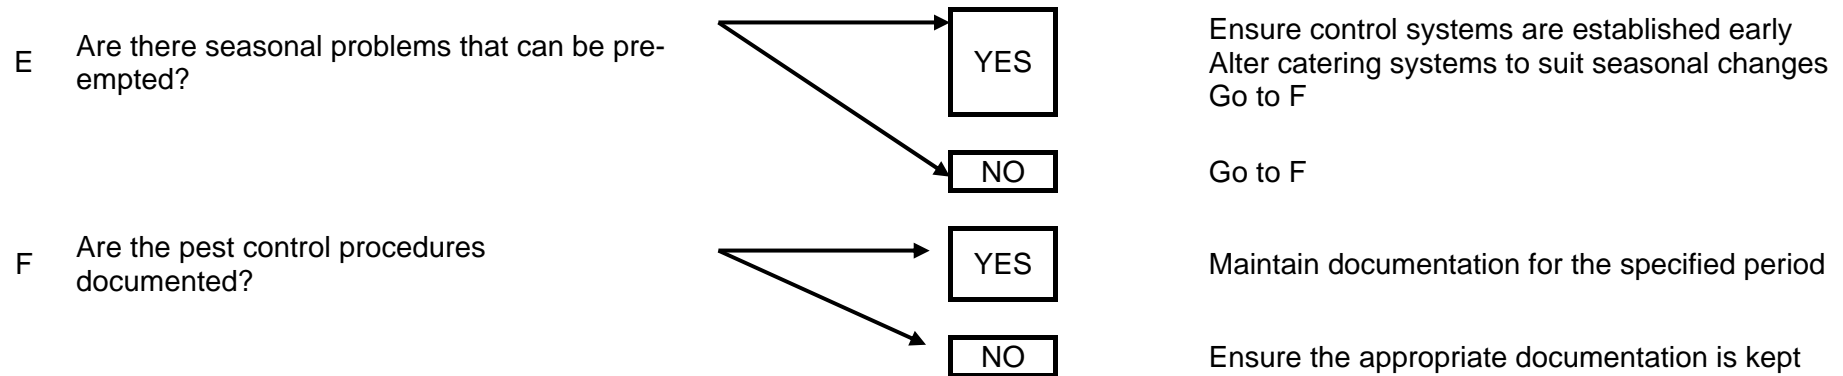 E
Are there seasonal problems that can be pre-
empted?
YES
Ensure control systems are established early
Alter catering systems to suit seasonal changes
Go to F
NO
Go to F
F
Are the pest control procedures
documented?
YES
Maintain documentation for the specified period
NO
Ensure the appropriate documentation is kept